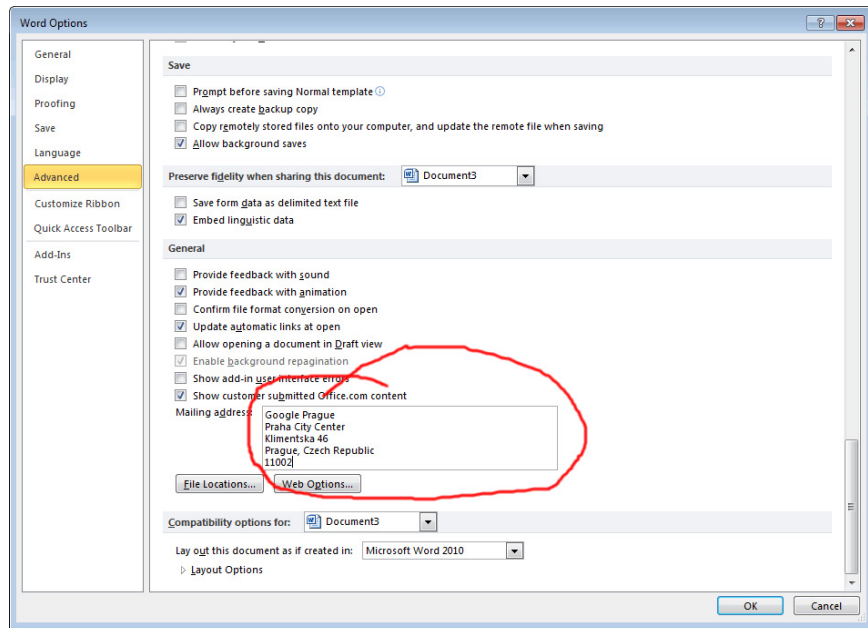 Word Options
General
Display
Proofing
Save
Language
Advanced
Customize Ribbon
Quick Access Toolbar
Add-Ins
Trust Center
Save
Prompt before saving Normal template
Always create backup copy
Copy remotely stored files onto your computer, and update the remote file when saving
Allow background saves
Preserve fidelity when sharing this document: Document3
Save form data as delimited text file
Embed linguistic data
General
Provide feedback with sound
Provide feedback with animation
Confirm file format conversion on open
Update automatic links at open
Allow opening a document in Draft view
Enable background repagination
Show add-in user interface errors
Show customer submitted Office.com content
Mailing address:
Google Prague
Praha City Center
Klimentska 46
Prague, Czech Republic
11002
File Locations... Web Options...
Compatibility options for: Document3
Lay out this document as if created in: Microsoft Word 2010
Layout Options
OK Cancel